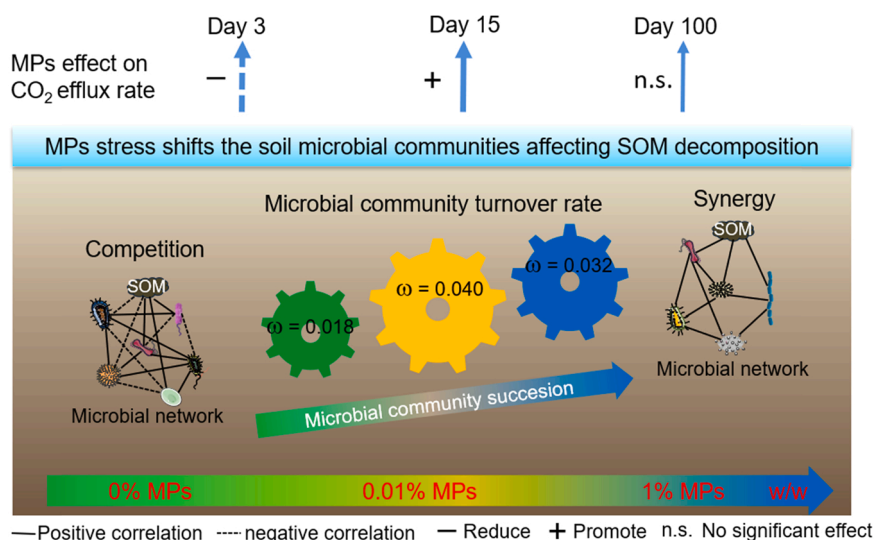 Day 3
Day 15
Day 100
MPs effect on
CO₂ efflux rate
−
+
n.s.
MPs stress shifts the soil microbial communities affecting SOM decomposition
Microbial community turnover rate
Synergy
Competition
SOM
SOM
ω = 0.018
ω = 0.040
ω = 0.032
Microbial network
Microbial network
Microbial community succesion
0% MPs
0.01% MPs
1% MPs
w/w
Positive correlation
negative correlation
− Reduce
+ Promote
n.s. No significant effect